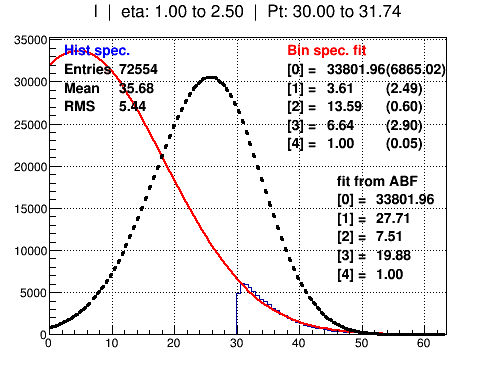 I | eta: 1.00 to 2.50 | Pt: 30.00 to 31.74
Hist spec.
Entries 72554
Mean 35.68
RMS 5.44
Bin spec. fit
[0] = 33801.96(6865.02)
[1] = 3.61 (2.49)
[2] = 13.59 (0.60)
[3] = 6.64 (2.90)
[4] = 1.00 (0.05)
fit from ABF
[0] = 33801.96
[1] = 27.71
[2] = 7.51
[3] = 19.88
[4] = 1.00
35000
30000
25000
20000
15000
10000
5000
0
0 10 20 30 40 50 60